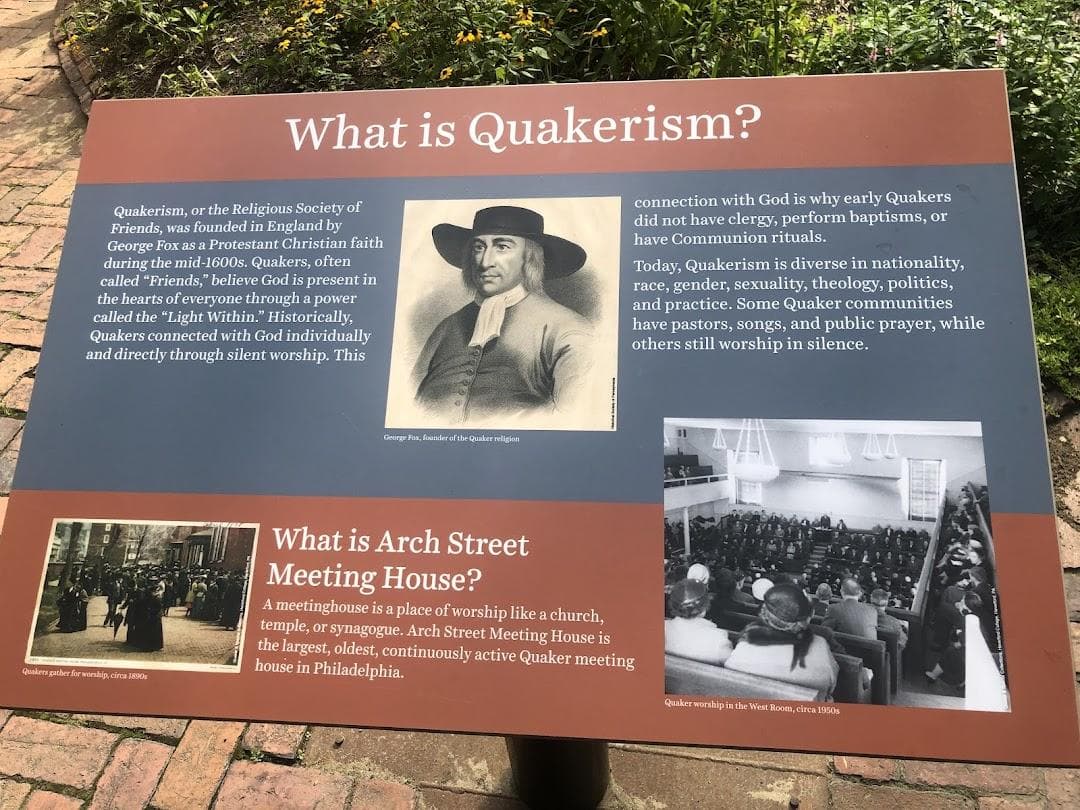 What is Quakerism?
Quakerism, or the Religious Society of
Friends, was founded in England by
George Fox as a Protestant Christian faith
during the mid-1600s. Quakers, often
called “Friends,” believe God is present in
the hearts of everyone through a power
called the “Light Within.” Historically,
Quakers connected with God individually
and directly through silent worship. This
George Fox, founder of the Quaker religion
connection with God is why early Quakers
did not have clergy, perform baptisms, or
have Communion rituals.
Today, Quakerism is diverse in nationality,
race, gender, sexuality, theology, politics,
and practice. Some Quaker communities
have pastors, songs, and public prayer, while
others still worship in silence.
Quakers gather for worship, circa 1890s
What is Arch Street
Meeting House?
A meetinghouse is a place of worship like a church,
temple, or synagogue. Arch Street Meeting House is
the largest, oldest, continuously active Quaker meeting
house in Philadelphia.
Quaker worship in the West Room, circa 1950s